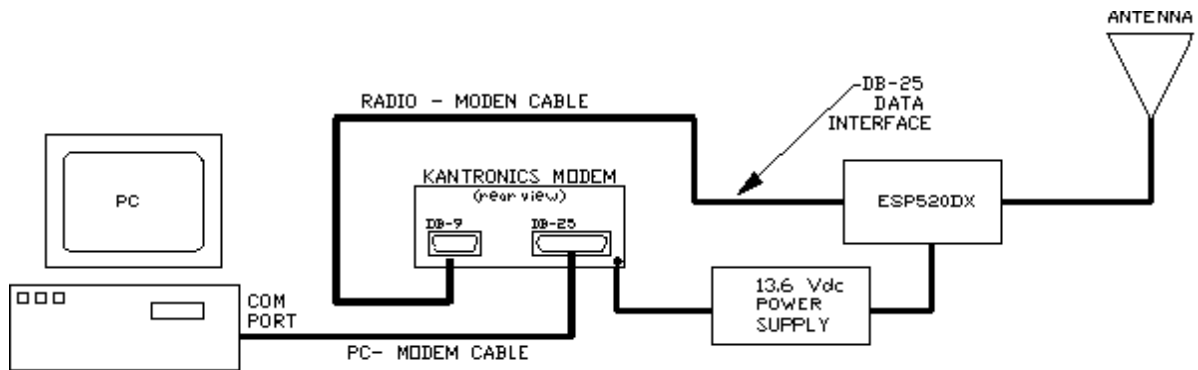 ANTENNA
RADIO - MODEN CABLE
DB-25
DATA
INTERFACE
KANTRONICS MODEM
(rear view)
PC
DB-9
DB-25
ESP520DX
COM
PORT
13.6 Vdc
POWER
SUPPLY
PC- MODEM CABLE